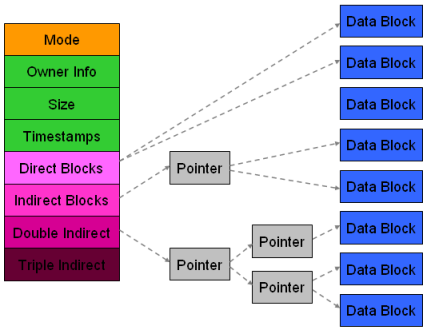 Mode
Owner Info
Size
Timestamps
Direct Blocks
Indirect Blocks
Double Indirect
Triple Indirect
Pointer
Pointer
Pointer
Pointer
Data Block
Data Block
Data Block
Data Block
Data Block
Data Block
Data Block
Data Block